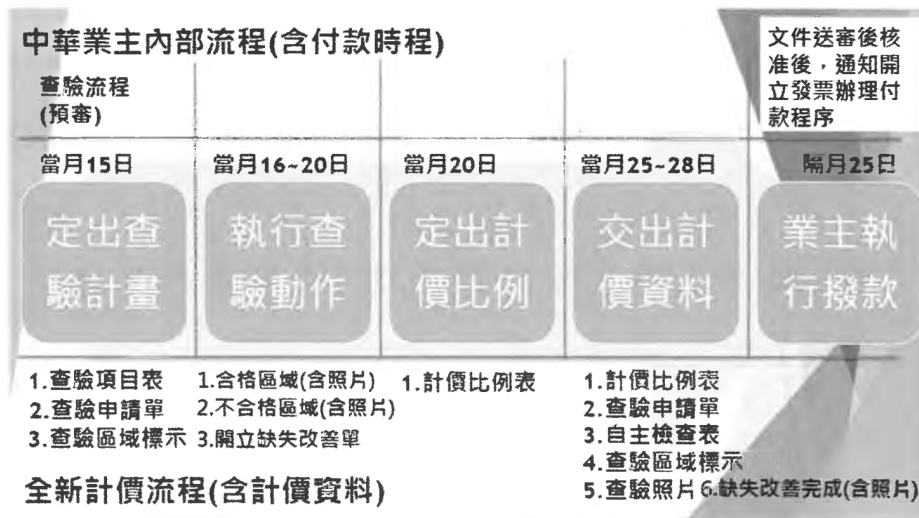 中華業主內部流程(含付款時程)
文件送審後核
准後，通知開
立發票辦理付
款程序
查驗流程
(預審)
當月15日
當月16~20日
當月20日
當月25~28日
隔月25日
定出查
驗計畫
執行查
驗動作
定出計
價比例
交出計
價資料
業主執
行撥款
1.查驗項目表
2.查驗申請單
3.查驗區域標示
1.合格區域(含照片)
2.不合格區域(含照片)
3.開立缺失改善單
1.計價比例表
1.計價比例表
2.查驗申請單
3.自主檢查表
4.查驗區域標示
5.查驗照片 6.缺失改善完成(含照片)
全新計價流程(含計價資料)